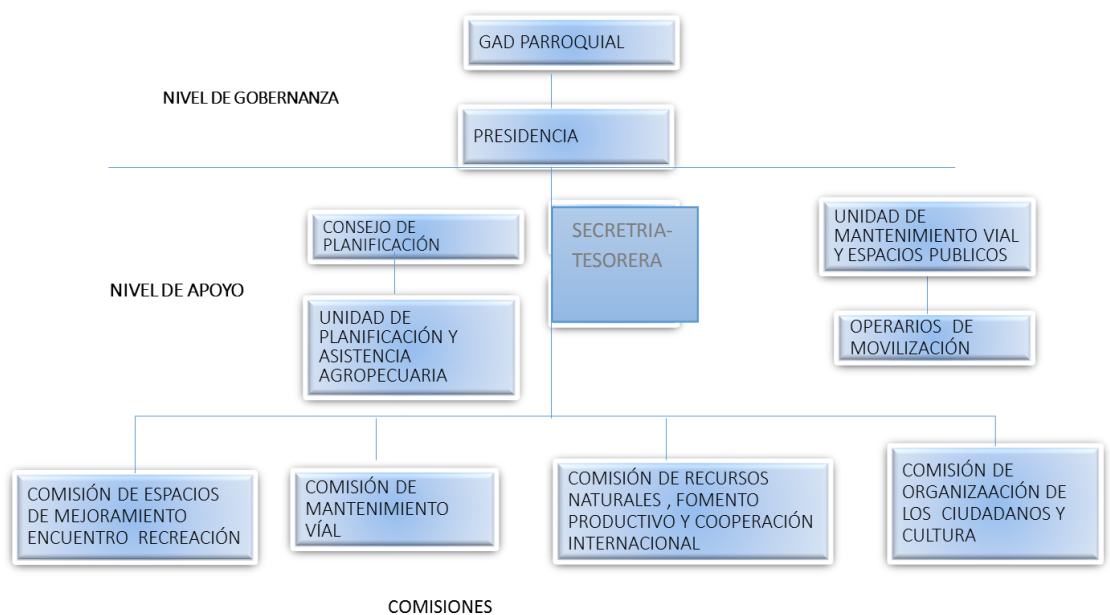 GAD PARROQUIAL
NIVEL DE GOBERNANZA
PRESIDENCIA
CONSEJO DE
PLANIFICACIÓN
SECRETRIA-
TESORERA
UNIDAD DE
MANTENIMIENTO VIAL
Y ESPACIOS PUBLICOS
NIVEL DE APOYO
UNIDAD DE
PLANIFICACIÓN Y
ASISTENCIA
AGROPECUARIA
OPERARIOS DE
MOVILIZACIÓN
COMISIÓN DE ESPACIOS
DE MEJORAMIENTO
ENCUENTRO RECREACIÓN
COMISIÓN DE
MANTENIMIENTO
VÍAL
COMISIÓN DE RECURSOS
NATURALES , FOMENTO
PRODUCTIVO Y COOPERACIÓN
INTERNACIONAL
COMISIÓN DE
ORGANIZAACIÓN DE
LOS CIUDADANOS Y
CULTURA
COMISIONES